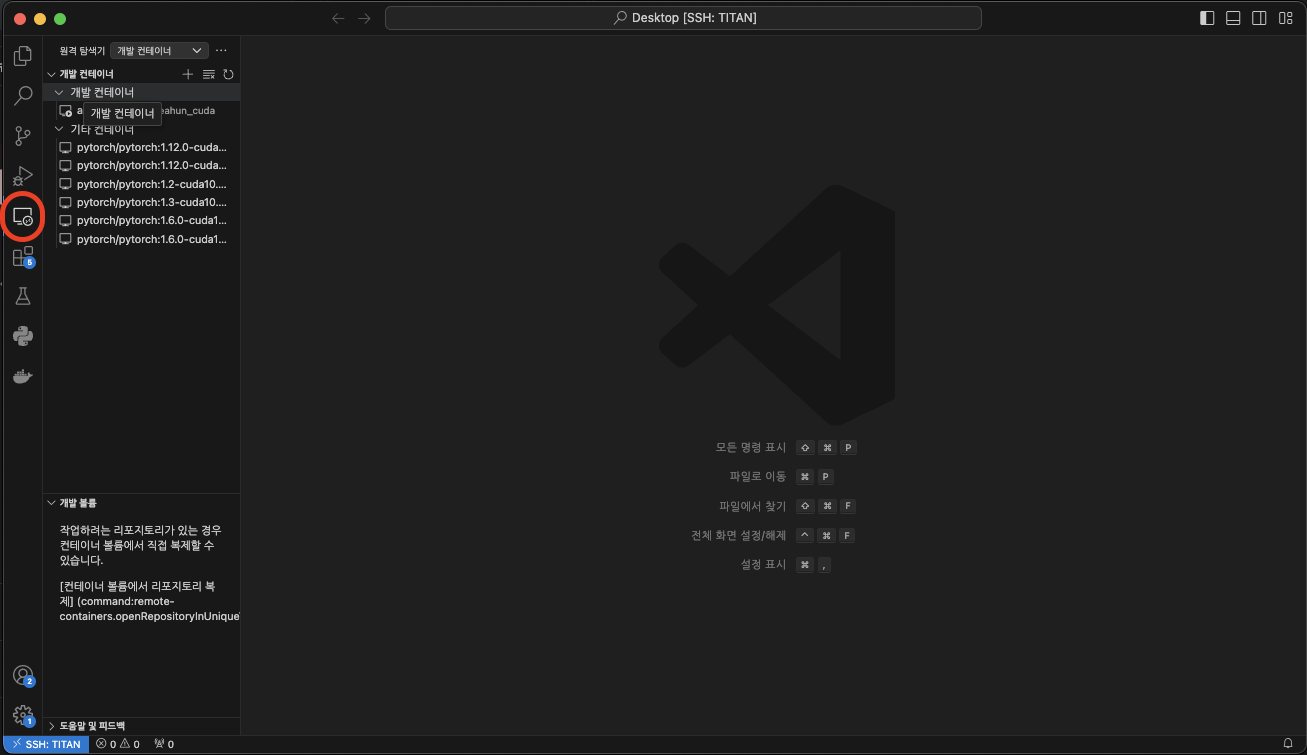 Desktop [SSH: TITAN]
원격 탐색기
개발 컨테이너
개발 컨테이너
개발 컨테이너
a
개발 컨테이너
eahun_cuda
기타 컨테이너
pytorch/pytorch:1.12.0-cuda...
pytorch/pytorch:1.12.0-cuda...
pytorch/pytorch:1.2-cuda10....
pytorch/pytorch:1.3-cuda10....
pytorch/pytorch:1.6.0-cuda1...
pytorch/pytorch:1.6.0-cuda1...
5
모든 명령 표시 ⇧ ⌘ P
파일로 이동 ⌘ P
파일에서 찾기 ⇧ ⌘ F
전체 화면 설정/해제 ^ ⌘ F
설정 표시 ⌘ ,
개발 볼륨
작업하려는 리포지토리가 있는 경우
컨테이너 볼륨에서 직접 복제할 수
있습니다.
[컨테이너 볼륨에서 리포지토리 복
제] (command:remote-
containers.openRepositoryInUnique
2
1
도움말 및 피드백
SSH: TITAN
0
0
0